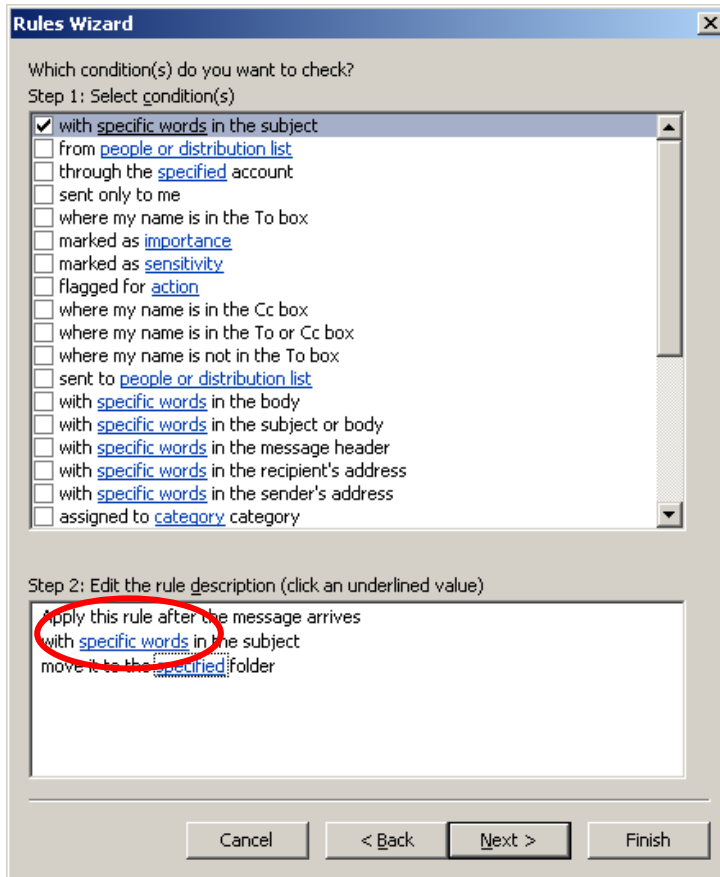 Rules Wizard
Which condition(s) do you want to check?
Step 1: Select condition(s)
with specific words in the subject
from people or distribution list
through the specified account
sent only to me
where my name is in the To box
marked as importance
marked as sensitivity
flagged for action
where my name is in the Cc box
where my name is in the To or Cc box
where my name is not in the To box
sent to people or distribution list
with specific words in the body
with specific words in the subject or body
with specific words in the message header
with specific words in the recipient's address
with specific words in the sender's address
assigned to category category
Step 2: Edit the rule description (click an underlined value)
Apply this rule after the message arrives
with specific words in the subject
move it to the specified folder
Cancel < Back Next > Finish